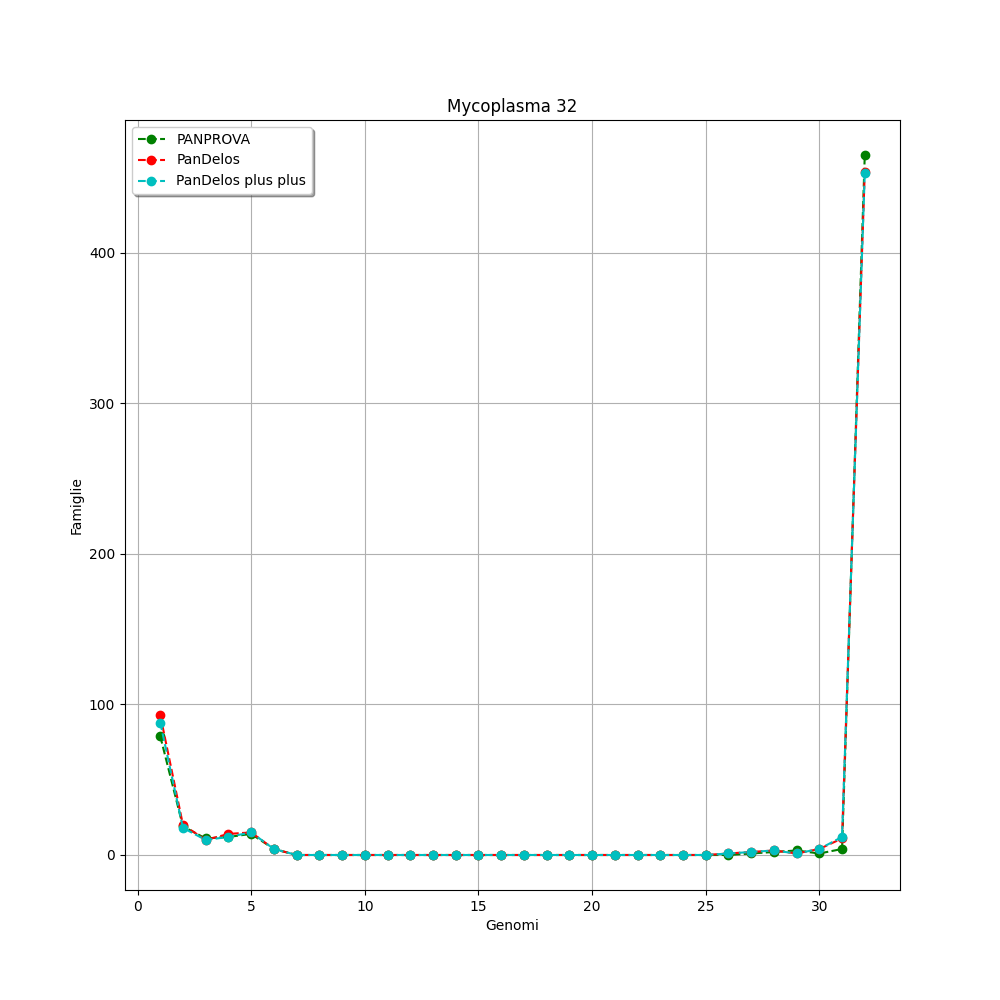 Mycoplasma 32
PANPROVA
PanDelos
PanDelos plus plus
400
300
200
100
0
Famiglie
0 5 10 15 20 25 30
Genomi